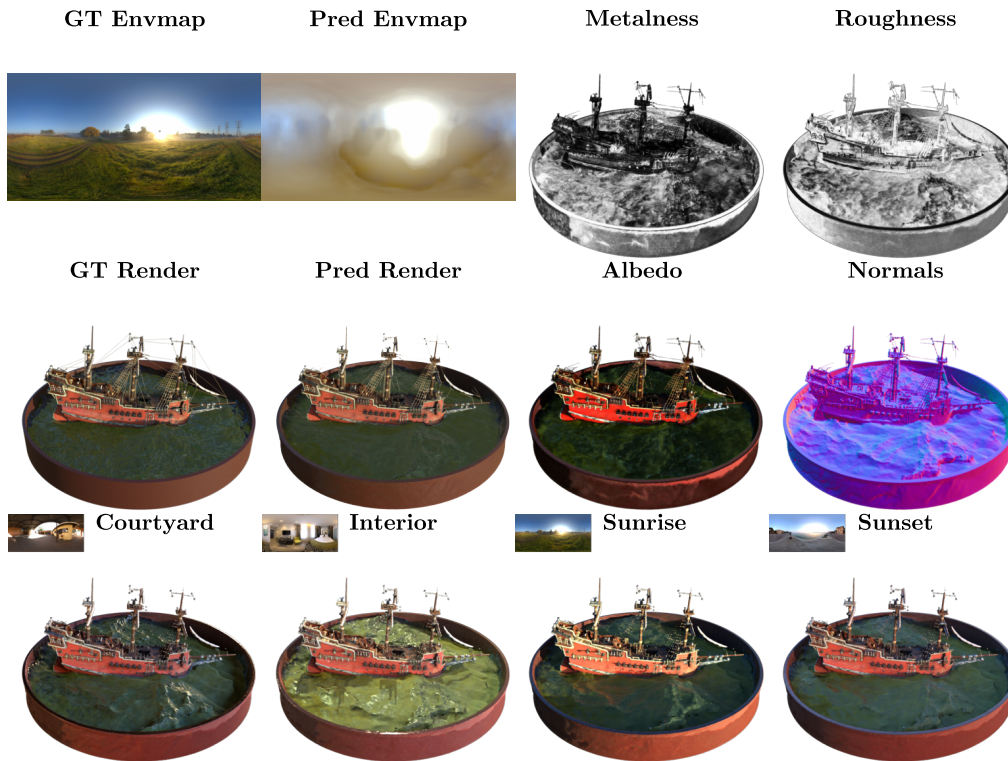 GT Envmap
Pred Envmap
Metalness
Roughness
GT Render
Pred Render
Albedo
Normals
Courtyard
Interior
Sunrise
Sunset